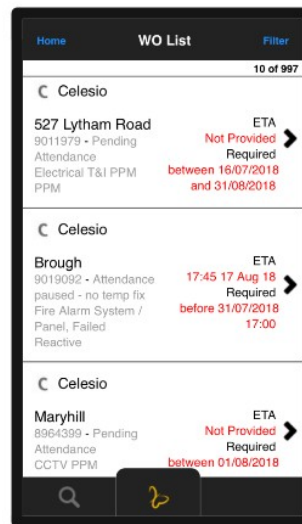 Home WO List Filter
10 of 997
C Celesio
527 Lytham Road ETA
9011979 - Pending Not Provided
Attendance Required
Electrical T&I PPM between 16/07/2018
PPM and 31/08/2018
C Celesio
Brough ETA
9019092 - Attendance 17:45 17 Aug 18
paused - no temp fix Required
Fire Alarm System / before 31/07/2018
Panel, Failed 17:00
Reactive
C Celesio
Maryhill ETA
8964399 - Pending Not Provided
Attendance Required
CCTV PPM between 01/08/2018